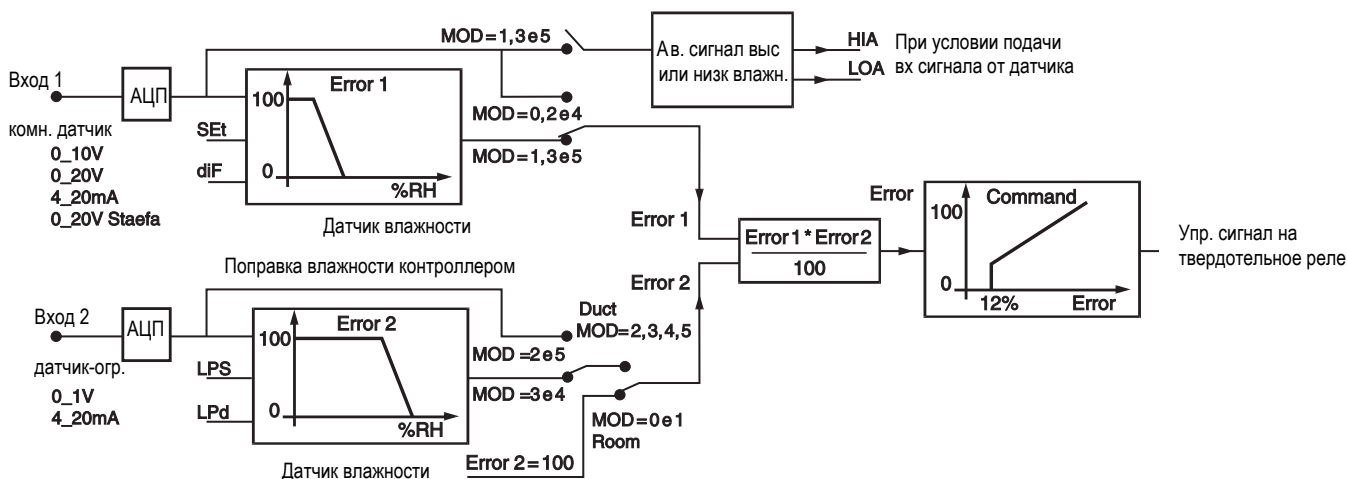 MOD=1,3e5
Ав. сигнал выс
или низк влажн.
HIA
LOA
При условии подачи
вх сигнала от датчика
Вход 1
АЦП
комн. датчик
0_10V
0_20V
4_20mA
0_20V Staefa
SEt
diF
100
Error 1
0
%RH
Датчик влажности
MOD=0,2e4
MOD=1,3e5
Error 1
Error 2
Error1*Error2
100
Error
100
Command
0
12%
Error
Упр. сигнал на
твердотельное реле
Поправка влажности контроллером
Вход 2
АЦП
датчик-огр.
0_1V
4_20mA
LPS
LPd
100
Error 2
0
%RH
Датчик влажности
Duct
MOD=2,3,4,5
MOD=2e5
MOD=3e4
MOD=0e1
Room
Error 2=100